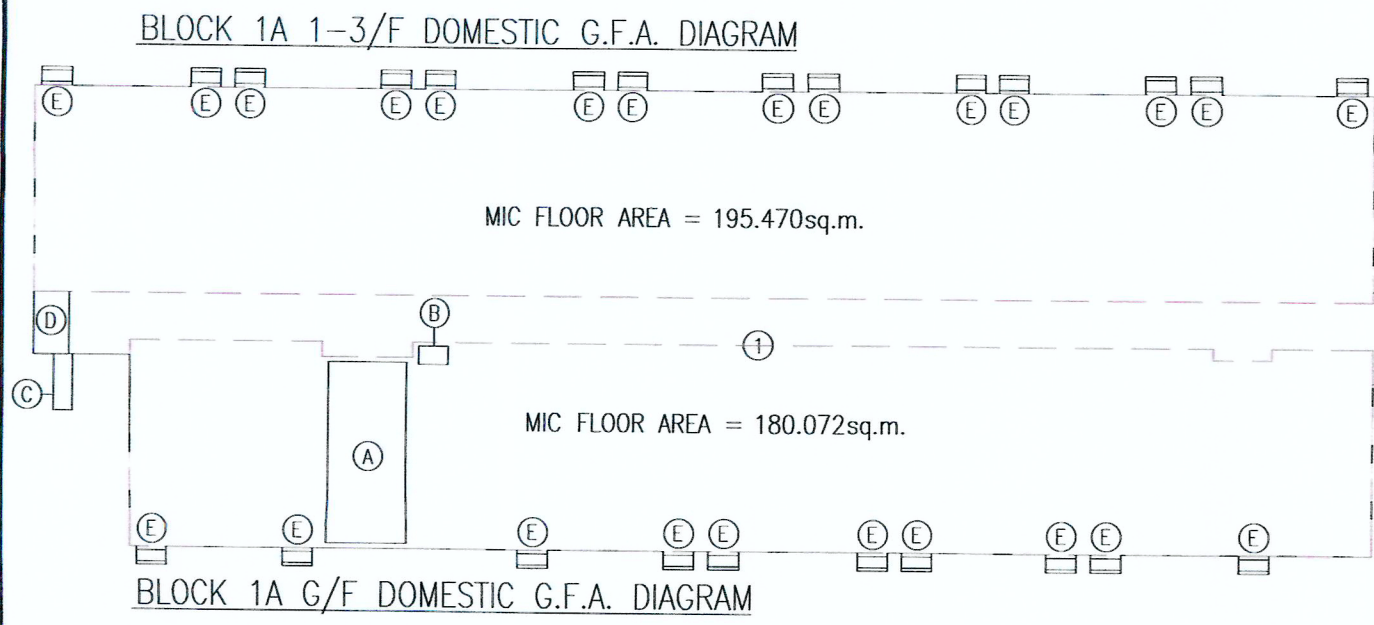 BLOCK 1A 1-3/F DOMESTIC G.F.A. DIAGRAM
E E E E E E E E E E E E E E
MIC FLOOR AREA = 195.470sq.m.
D B
1
C
MIC FLOOR AREA = 180.072sq.m.
A
E E E E E E E E E E
BLOCK 1A G/F DOMESTIC G.F.A. DIAGRAM